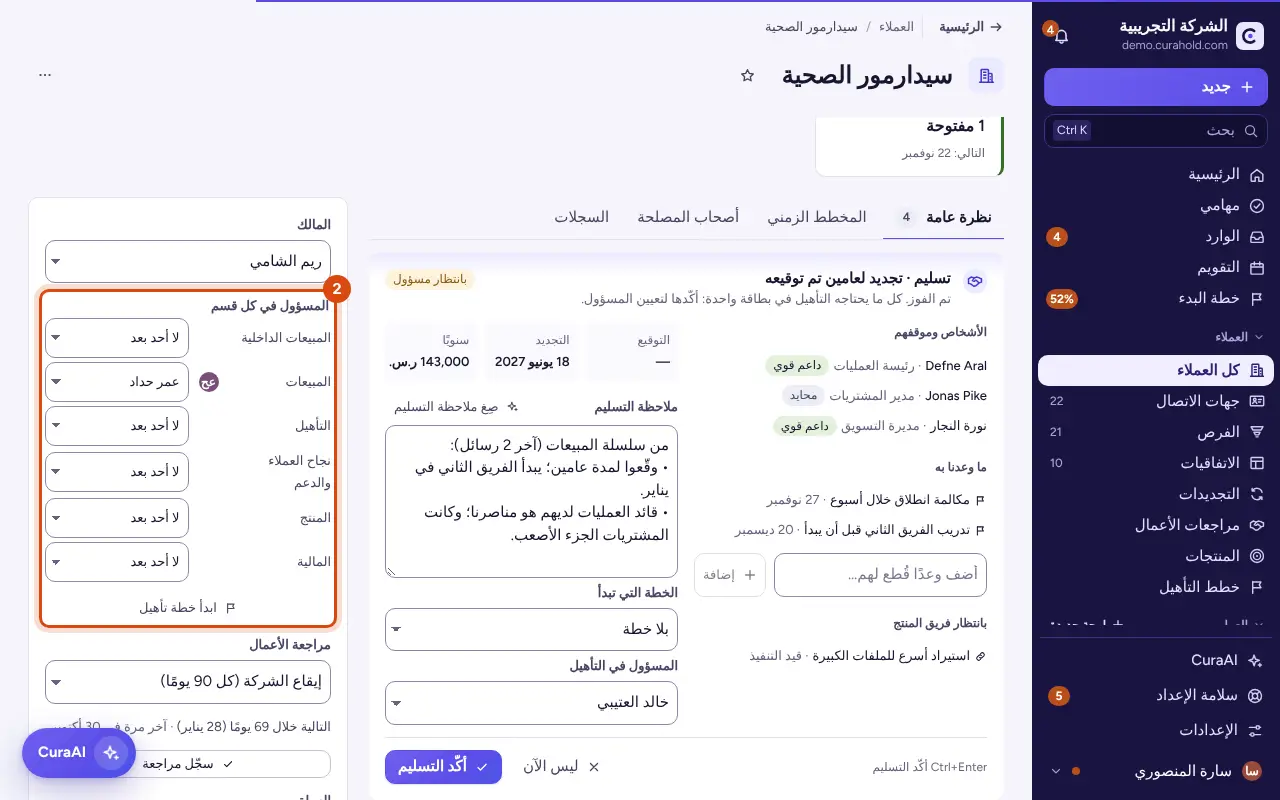 الشركة التجريبية
demo.curahold.com
4
جديد
بحث
Ctrl K
الرئيسية
مهامي
الوارد
4
التقويم
خطة البدء
52%
العملاء
كل العملاء
جهات الاتصال
22
الفرص
21
الاتفاقيات
10
التجديدات
مراجعات الأعمال
المنتجات
خطط التأهيل
CuraAI
سلامة الإعداد
5
الإعدادات
سا
سارة المنصوري
الرئيسية
العملاء / سيدارمور الصحية
سيدارمور الصحية
1 مفتوحة
التالي: 22 نوفمبر
نظرة عامة 4
المخطط الزمني
أصحاب المصلحة
السجلات
تسليم · تجديد لعامين تم توقيعه
بانتظار مسؤول
تم الفوز. كل ما يحتاجه التأهيل في بطاقة واحدة: أكّدها لتعيين المسؤول.
الأشخاص وموقفهم
Defne Aral · رئيسة العمليات داعم قوي
Jonas Pike · مدير المشتريات محايد
نورة النجار · مديرة التسويق داعم قوي
ما وعدنا به
مكالمة انطلاق خلال أسبوع · 27 نوفمبر
تدريب الفريق الثاني قبل أن يبدأ · 20 ديسمبر
أضف وعدًا قُطع لهم...
إضافة
بانتظار فريق المنتج
استيراد أسرع للملفات الكبيرة · قيد التنفيذ
التوقيع
—
التجديد
18 يونيو 2027
سنويًا
143,000 ر.س.
ملاحظة التسليم
صِغ ملاحظة التسليم
من سلسلة المبيعات (آخر 2 رسائل):
• وقّعوا لمدة عامين؛ يبدأ الفريق الثاني في
يناير.
• قائد العمليات لديهم هو مناصرنا؛ وكانت
المشتريات الجزء الأصعب.
الخطة التي تبدأ
بلا خطة
المسؤول في التأهيل
خالد العتيبي
Ctrl+Enter أكّد التسليم
ليس الآن
أكّد التسليم
المالك
ريم الشامي
2
المسؤول في كل قسم
المبيعات الداخلية
لا أحد بعد
المبيعات
عح
عمر حداد
التأهيل
لا أحد بعد
نجاح العملاء
والدعم
لا أحد بعد
المنتج
لا أحد بعد
المالية
لا أحد بعد
ابدأ خطة تأهيل
مراجعة الأعمال
إيقاع الشركة (كل 90 يومًا)
التالية خلال 69 يومًا (28 يناير) · آخر مرة في 30 أكتوبر
سجّل مراجعة
CuraAI